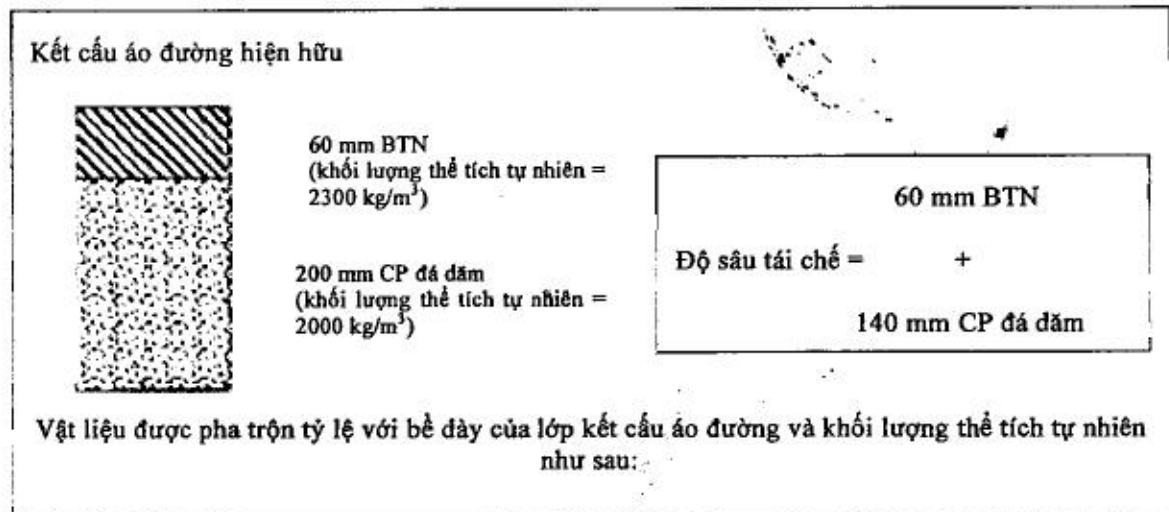 Kết cấu áo đường hiện hữu
60 mm BTN
(khối lượng thể tích tự nhiên =
2300 kg/m³)
200 mm CP đá dăm
(khối lượng thể tích tự nhiên =
2000 kg/m³)
60 mm BTN
Độ sâu tái chế = +
140 mm CP đá dăm
Vật liệu được pha trộn tỷ lệ với bề dày của lớp kết cấu áo đường và khối lượng thể tích tự nhiên
như sau: